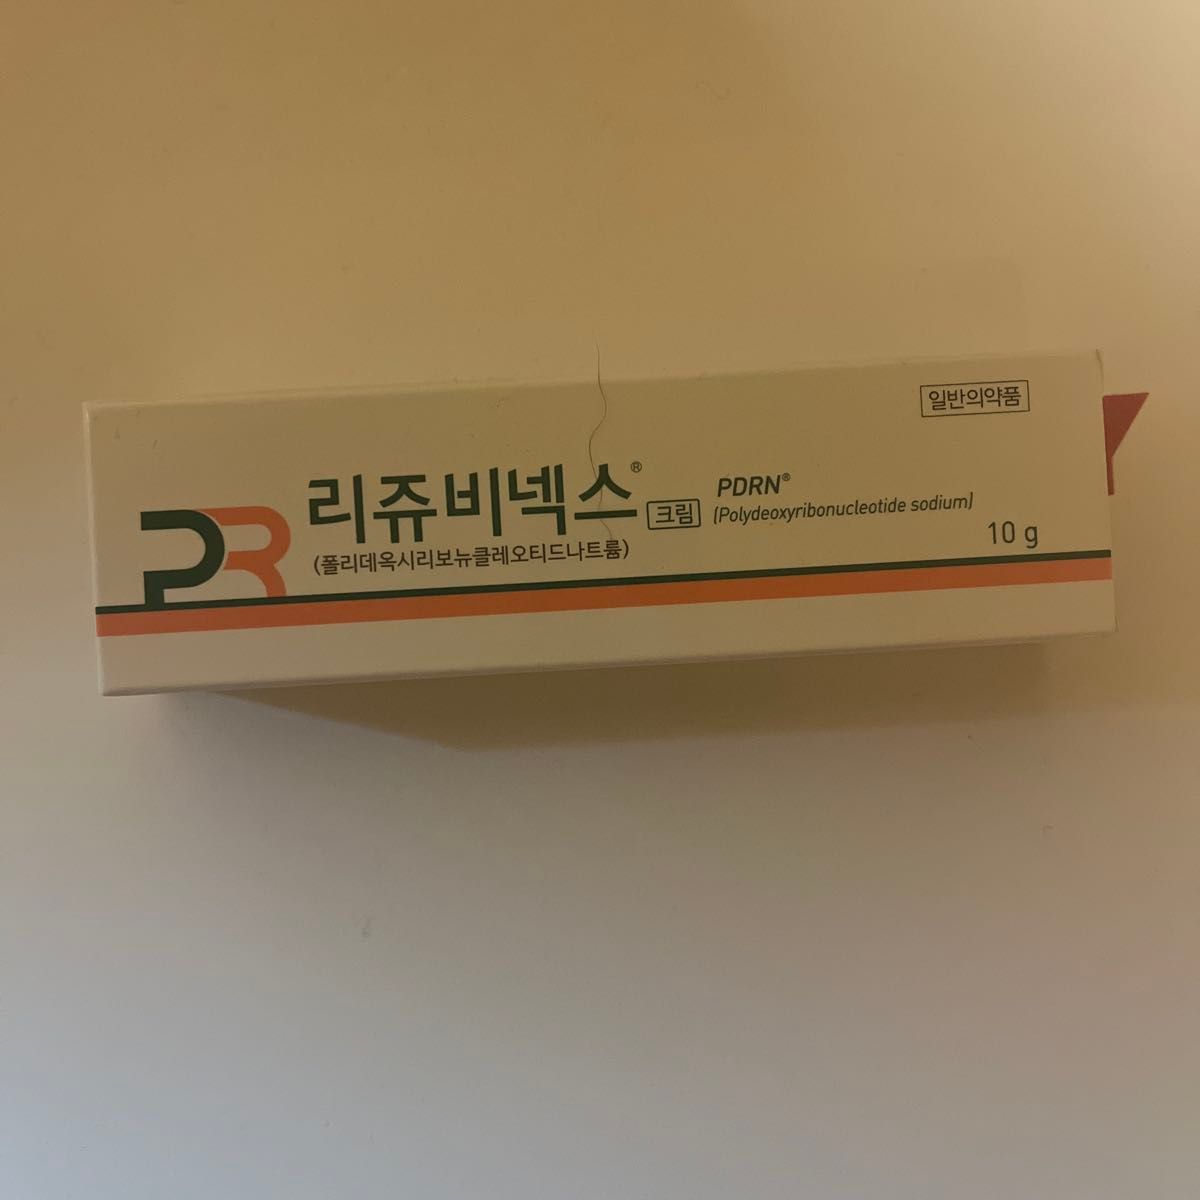 일반의약품
PR 리쥬비넥스® 크림 PDRN®
(Polydeoxyribonucleotide sodium)
(폴리데옥시리보뉴클레오티드나트륨)
10 g